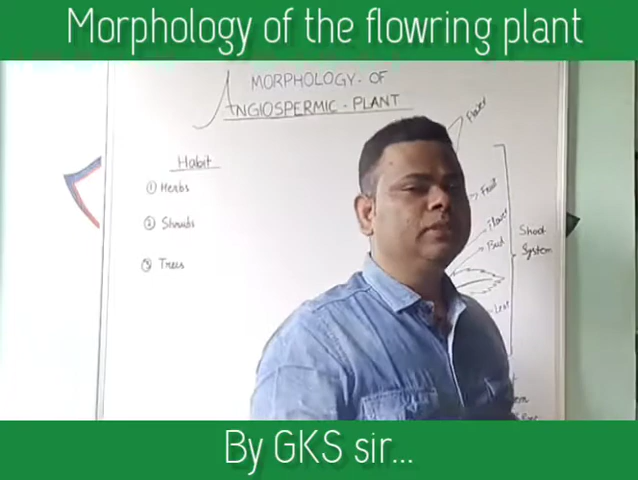 Morphology of the flowring plant
MORPHOLOGY - OF
ANGIOSPERMIC - PLANT
Habit
① Herbs
② Shrubs
③ Trees
Fruit
Flower
Bud
Leaf
Shoot
System
By GKS sir...